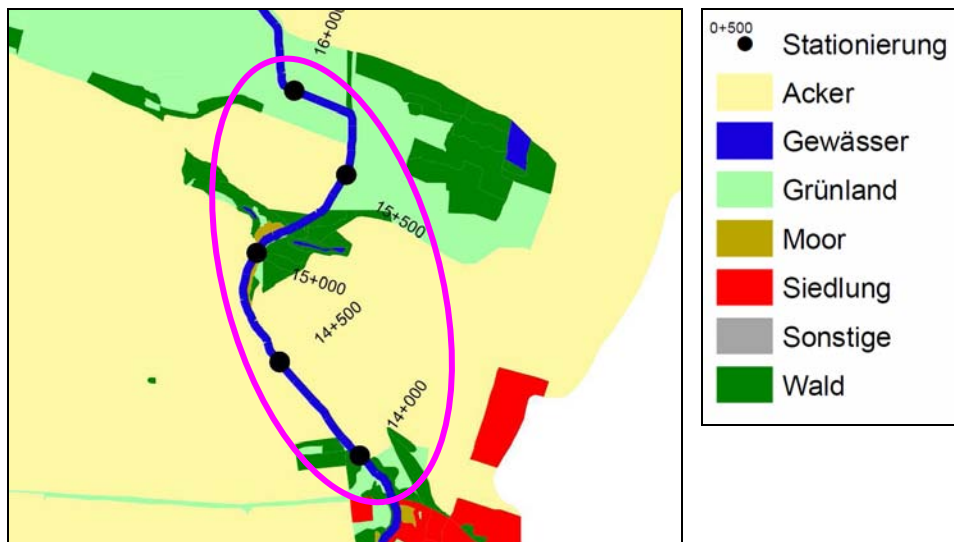 16+000
15+500
15+000
14+500
14+000
0+500
Stationierung
Acker
Gewässer
Grünland
Moor
Siedlung
Sonstige
Wald